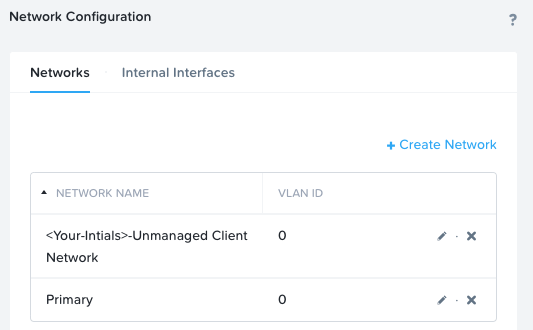 Network Configuration
?
Networks · Internal Interfaces
+ Create Network
NETWORK NAME VLAN ID
<Your-Intials>-Unmanaged Client 0
Network
Primary 0